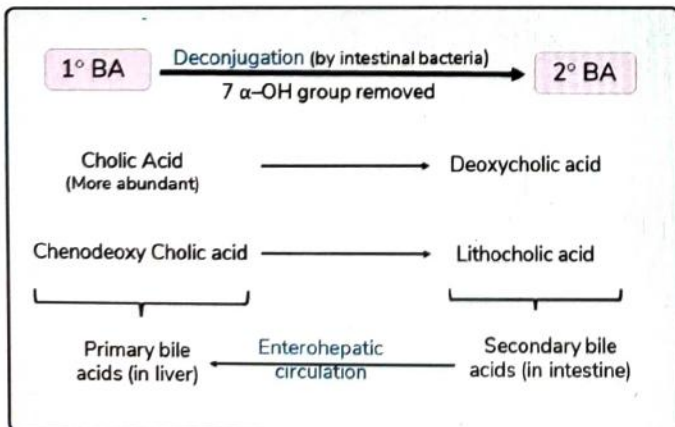 1° BA
Deconjugation (by intestinal bacteria)
7 α–OH group removed
2° BA
Cholic Acid
(More abundant)
Deoxycholic acid
Chenodeoxy Cholic acid
Lithocholic acid
Primary bile
acids (in liver)
Enterohepatic
circulation
Secondary bile
acids (in intestine)